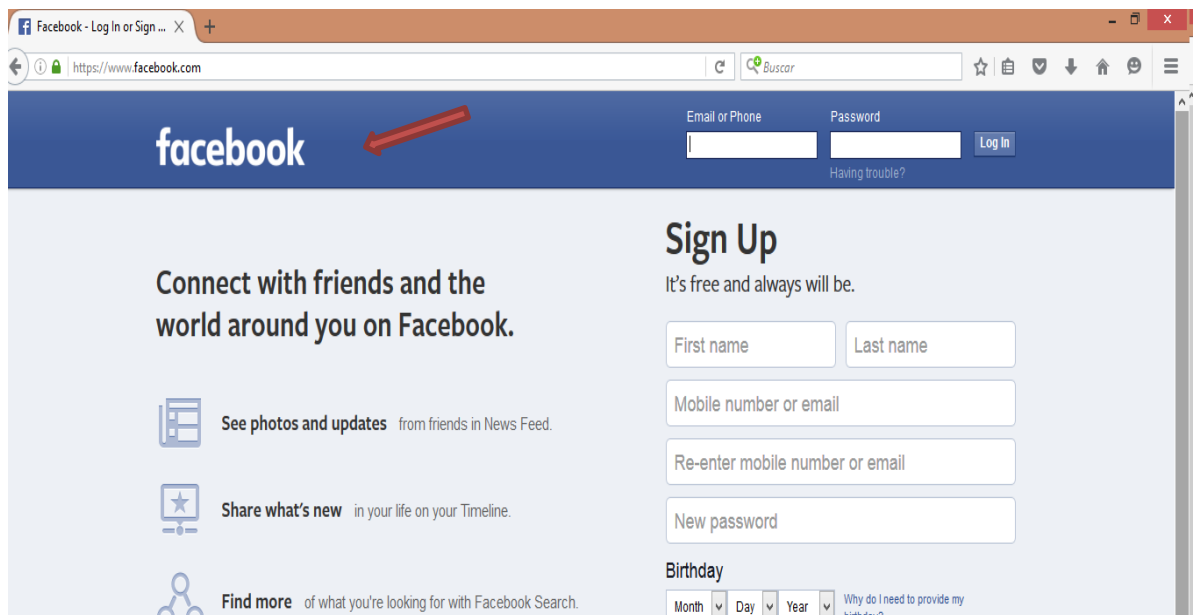 Facebook - Log In or Sign ...
https://www.facebook.com
Buscar
facebook
Email or Phone
Password
Log In
Having trouble?
Connect with friends and the
world around you on Facebook.
See photos and updates from friends in News Feed.
Share what's new in your life on your Timeline.
Find more of what you're looking for with Facebook Search.
Sign Up
It's free and always will be.
First name
Last name
Mobile number or email
Re-enter mobile number or email
New password
Birthday
Month
Day
Year
Why do I need to provide my
birthday?